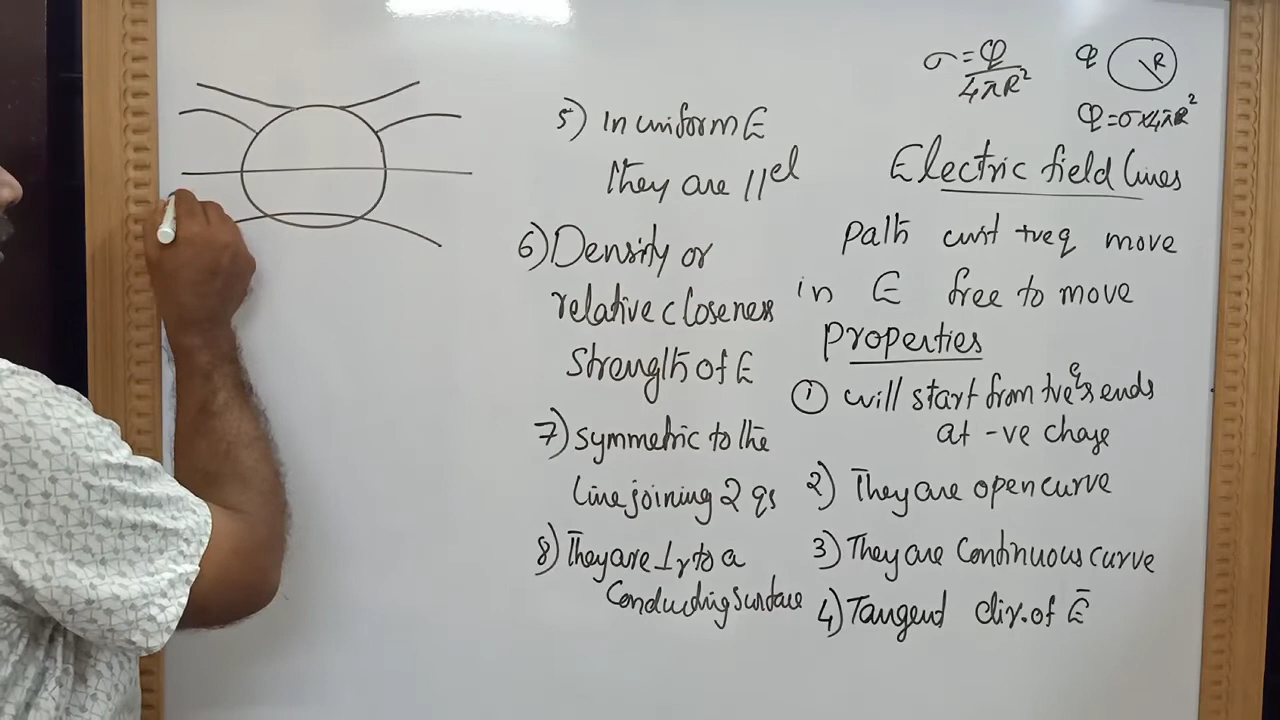 σ = φ / 4πR²
φ R
φ = σ×4πR²
Electric field lines
path unit +ve q move
in E free to move
Properties
① will start from +ve q's ends
at -ve charge
2) They are open curve
3) They are Continuous curve
4) Tangent dir. of E̅
5) In uniform E
they are ||el
6) Density or
relative closeness
strength of E
7) symmetric to the
line joining 2 qs
8) They are ⊥r to a
Conducting surface